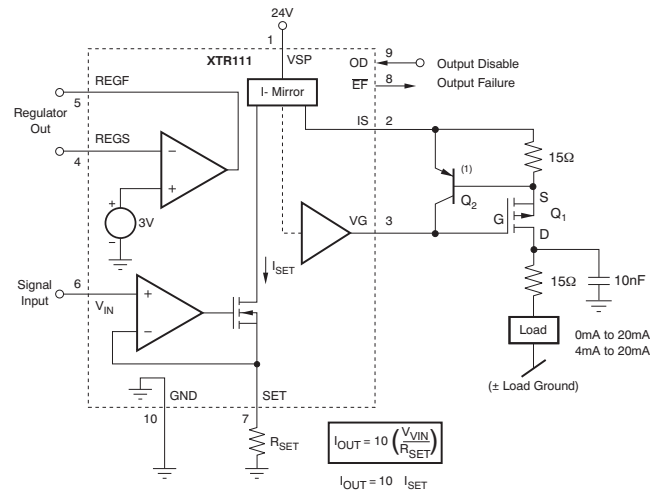 24V
1
VSP
XTR111
OD
9
Output Disable
EF
8
Output Failure
I- Mirror
REGF
5
Regulator
Out
REGS
4
IS
2
15Ω
(1)
Q2
S
Q1
G
D
+
3V
−
−
+
VG
3
ISET
15Ω
10nF
Signal
Input
6
VIN
+
−
Load
0mA to 20mA
4mA to 20mA
(± Load Ground)
GND
10
SET
7
RSET
IOUT = 10 (VVIN/RSET)
IOUT = 10 ISET